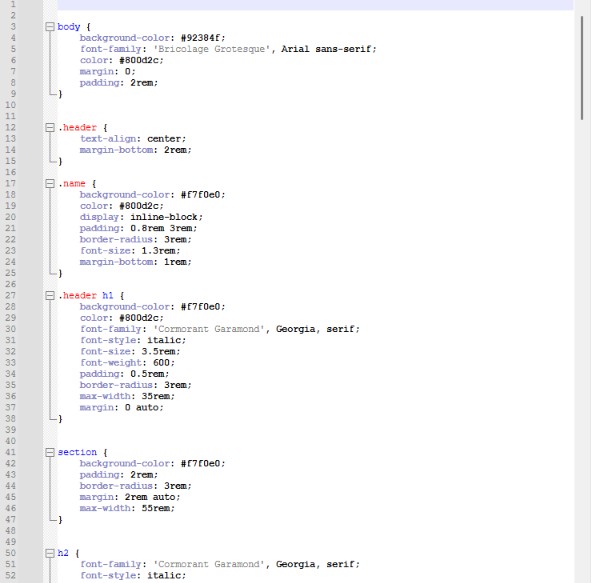 1
2
3 body {
4 background-color: #92384f;
5 font-family: 'Bricolage Grotesque', Arial sans-serif;
6 color: #800d2c;
7 margin: 0;
8 padding: 2rem;
9 }
10
11
12 .header {
13 text-align: center;
14 margin-bottom: 2rem;
15 }
16
17 .name {
18 background-color: #f7f0e0;
19 color: #800d2c;
20 display: inline-block;
21 padding: 0.8rem 3rem;
22 border-radius: 3rem;
23 font-size: 1.3rem;
24 margin-bottom: 1rem;
25 }
26
27 .header h1 {
28 background-color: #f7f0e0;
29 color: #800d2c;
30 font-family: 'Cormorant Garamond', Georgia, serif;
31 font-style: italic;
32 font-size: 3.5rem;
33 font-weight: 600;
34 padding: 0.5rem;
35 border-radius: 3rem;
36 max-width: 35rem;
37 margin: 0 auto;
38 }
39
40
41 section {
42 background-color: #f7f0e0;
43 padding: 2rem;
44 border-radius: 3rem;
45 margin: 2rem auto;
46 max-width: 55rem;
47 }
48
49
50 h2 {
51 font-family: 'Cormorant Garamond', Georgia, serif;
52 font-style: italic;